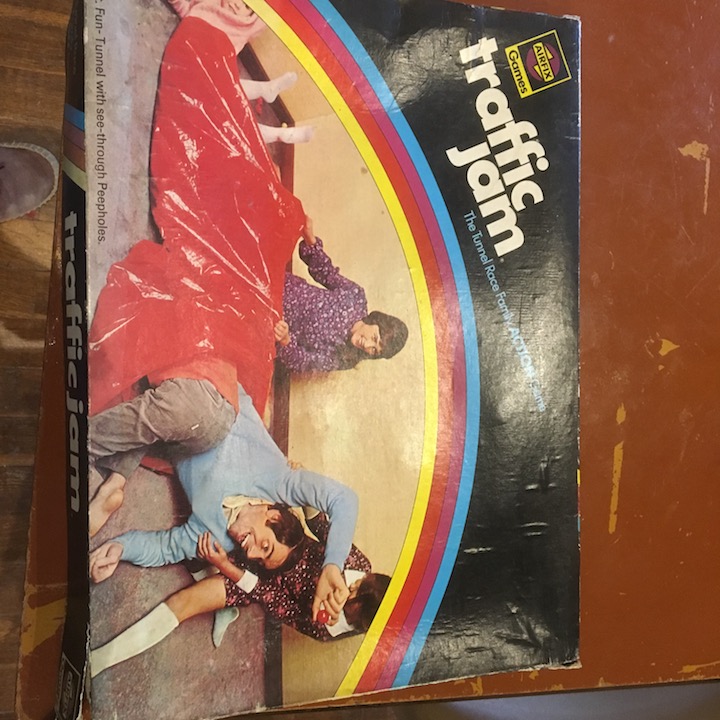 AIRFIX
Games
traffic
jam
The Tunnel Race Family ACTION Game
Fun-Tunnel with see-through Peepholes.
traffic jam